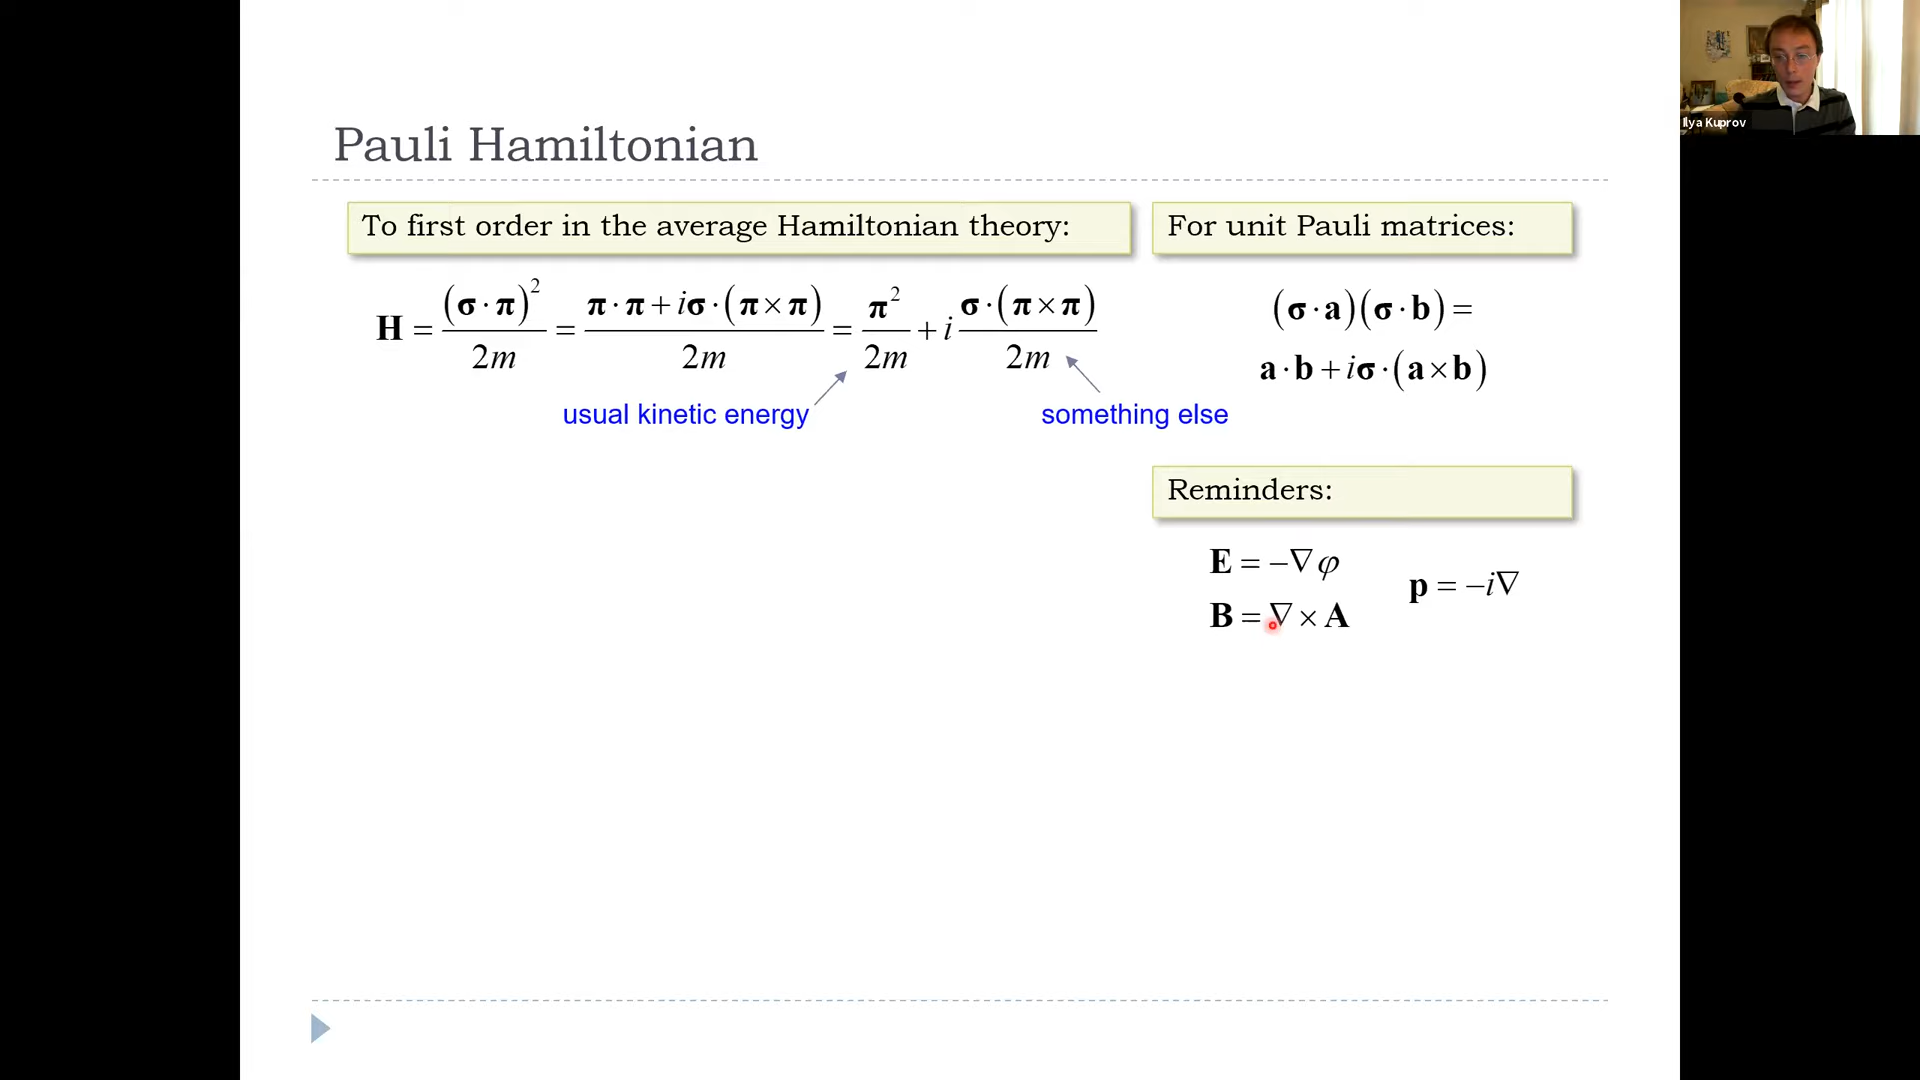 Ilya Kuprov
Pauli Hamiltonian
To first order in the average Hamiltonian theory:
H = (σ · π)² / 2m = π · π + iσ · (π × π) / 2m = π² / 2m + i σ · (π × π) / 2m
usual kinetic energy
something else
For unit Pauli matrices:
(σ · a)(σ · b) =
a · b + iσ · (a × b)
Reminders:
E = −∇φ
B = ∇ × A
p = −i∇